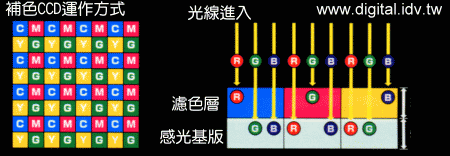 補色CCD運作方式
光線進入
www.digital.idv.tw
C M C M C M C M
Y G Y G Y G Y G
C M C M C M C M
Y G Y G Y G Y G
C M C M C M C M
Y G Y G Y G Y G
C M C M C M C M
Y G Y G Y G Y G
R G B R G B R G B
濾色層
R G B
感光基版
G B R B R G